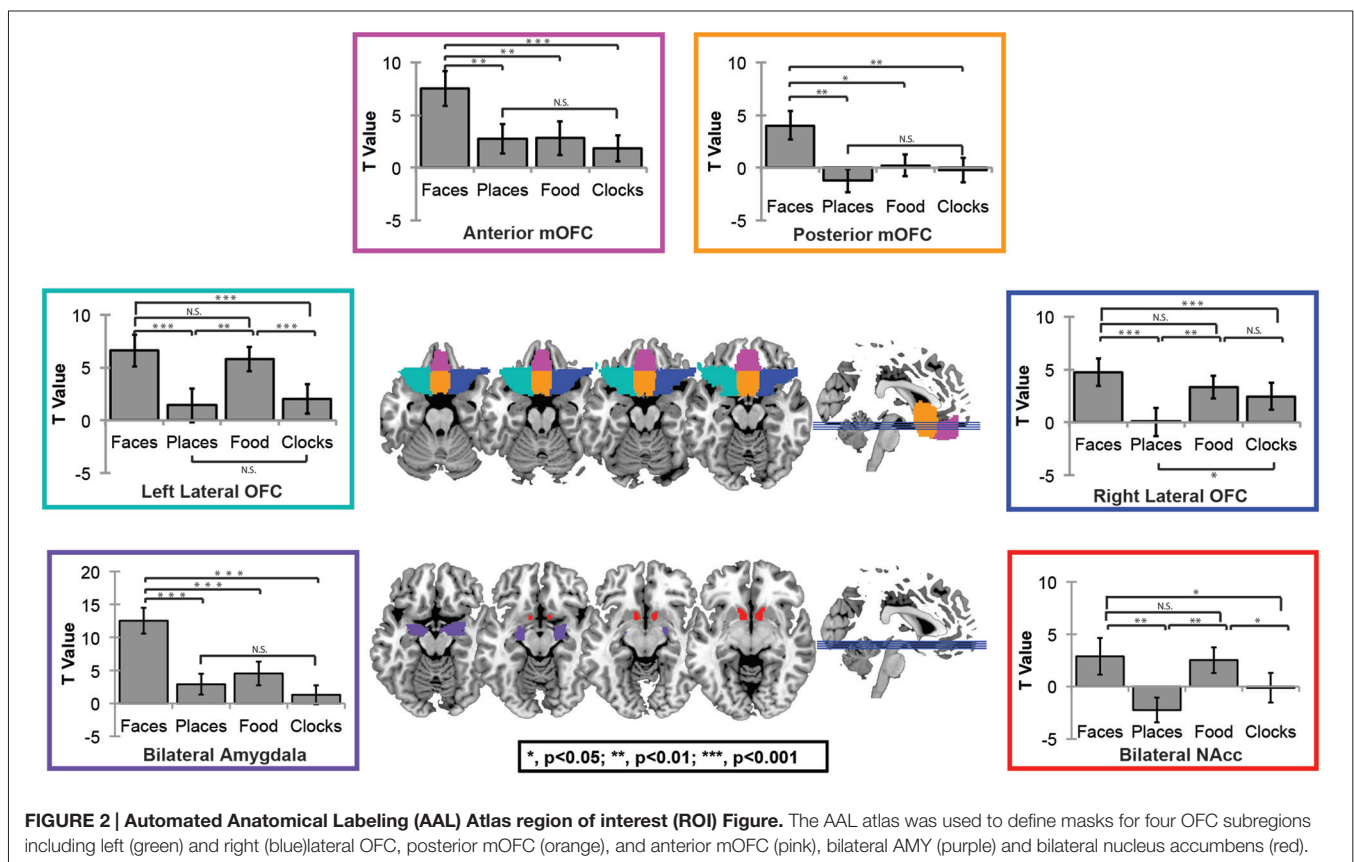 * * *
* *
* *
N.S.
10
5
0
-5
T Value
Faces Places Food Clocks
Anterior mOFC
**
*
**
N.S.
10
5
0
-5
T Value
Faces Places Food Clocks
Posterior mOFC
* * *
N.S.
* * * * * * * *
10
5
0
-5
T Value
Faces Places Food Clocks
N.S.
Left Lateral OFC
* * *
N.S.
* * * * * N.S.
10
5
0
-5
T Value
Faces Places Food Clocks
*
Right Lateral OFC
* * *
* * *
* * *
N.S.
20
15
10
5
0
-5
T Value
Faces Places Food Clocks
Bilateral Amygdala
*
N.S.
** ** *
10
5
0
-5
T Value
Faces Places Food Clocks
Bilateral NAcc
*, p<0.05; **, p<0.01; ***, p<0.001
FIGURE 2 | Automated Anatomical Labeling (AAL) Atlas region of interest (ROI) Figure. The AAL atlas was used to define masks for four OFC subregions
including left (green) and right (blue)lateral OFC, posterior mOFC (orange), and anterior mOFC (pink), bilateral AMY (purple) and bilateral nucleus accumbens (red).